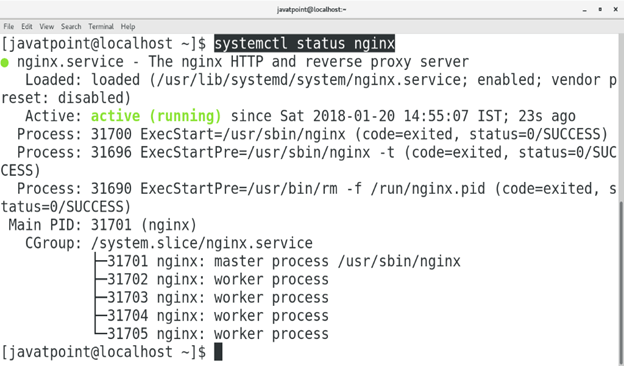 javatpoint@localhost:~
File Edit View Search Terminal Help
[javatpoint@localhost ~]$ systemctl status nginx
● nginx.service - The nginx HTTP and reverse proxy server
Loaded: loaded (/usr/lib/systemd/system/nginx.service; enabled; vendor p
reset: disabled)
Active: active (running) since Sat 2018-01-20 14:55:07 IST; 23s ago
Process: 31700 ExecStart=/usr/sbin/nginx (code=exited, status=0/SUCCESS)
Process: 31696 ExecStartPre=/usr/sbin/nginx -t (code=exited, status=0/SUC
CESS)
Process: 31690 ExecStartPre=/usr/bin/rm -f /run/nginx.pid (code=exited, s
tatus=0/SUCCESS)
Main PID: 31701 (nginx)
CGroup: /system.slice/nginx.service
├─31701 nginx: master process /usr/sbin/nginx
├─31702 nginx: worker process
├─31703 nginx: worker process
├─31704 nginx: worker process
└─31705 nginx: worker process
[javatpoint@localhost ~]$